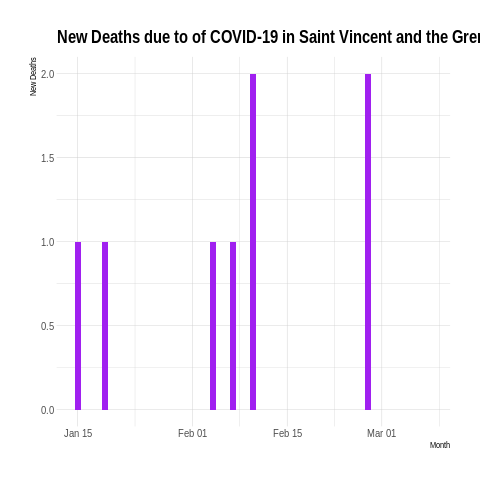 New Deaths due to of COVID-19 in Saint Vincent and the Gre
New Deaths
2.0
1.5
1.0
0.5
0.0
Jan 15
Feb 01
Feb 15
Mar 01
Month